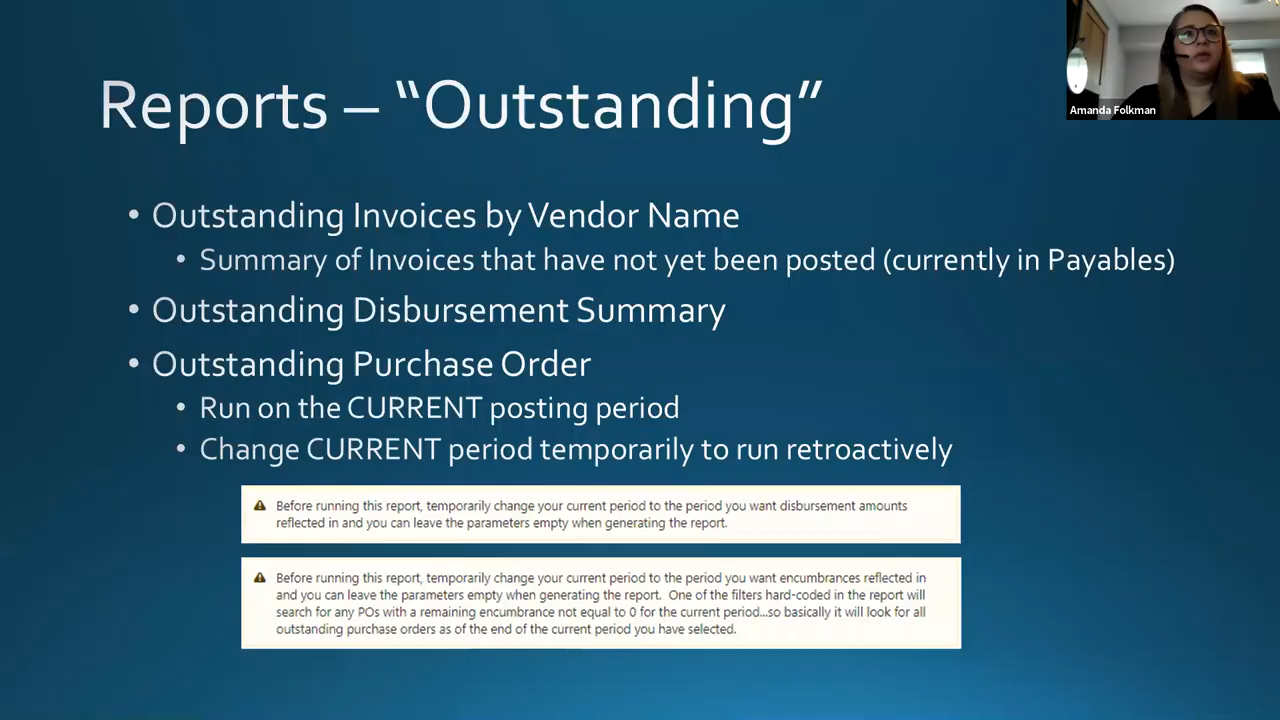 Reports – “Outstanding”
Amanda Folkman
• Outstanding Invoices by Vendor Name
• Summary of Invoices that have not yet been posted (currently in Payables)
• Outstanding Disbursement Summary
• Outstanding Purchase Order
• Run on the CURRENT posting period
• Change CURRENT period temporarily to run retroactively
Before running this report, temporarily change your current period to the period you want disbursement amounts
reflected in and you can leave the parameters empty when generating the report.
Before running this report, temporarily change your current period to the period you want encumbrances reflected in
and you can leave the parameters empty when generating the report.  One of the filters hard-coded in the report will
search for any POs with a remaining encumbrance not equal to 0 for the current period...so basically it will look for all
outstanding purchase orders as of the end of the current period you have selected.